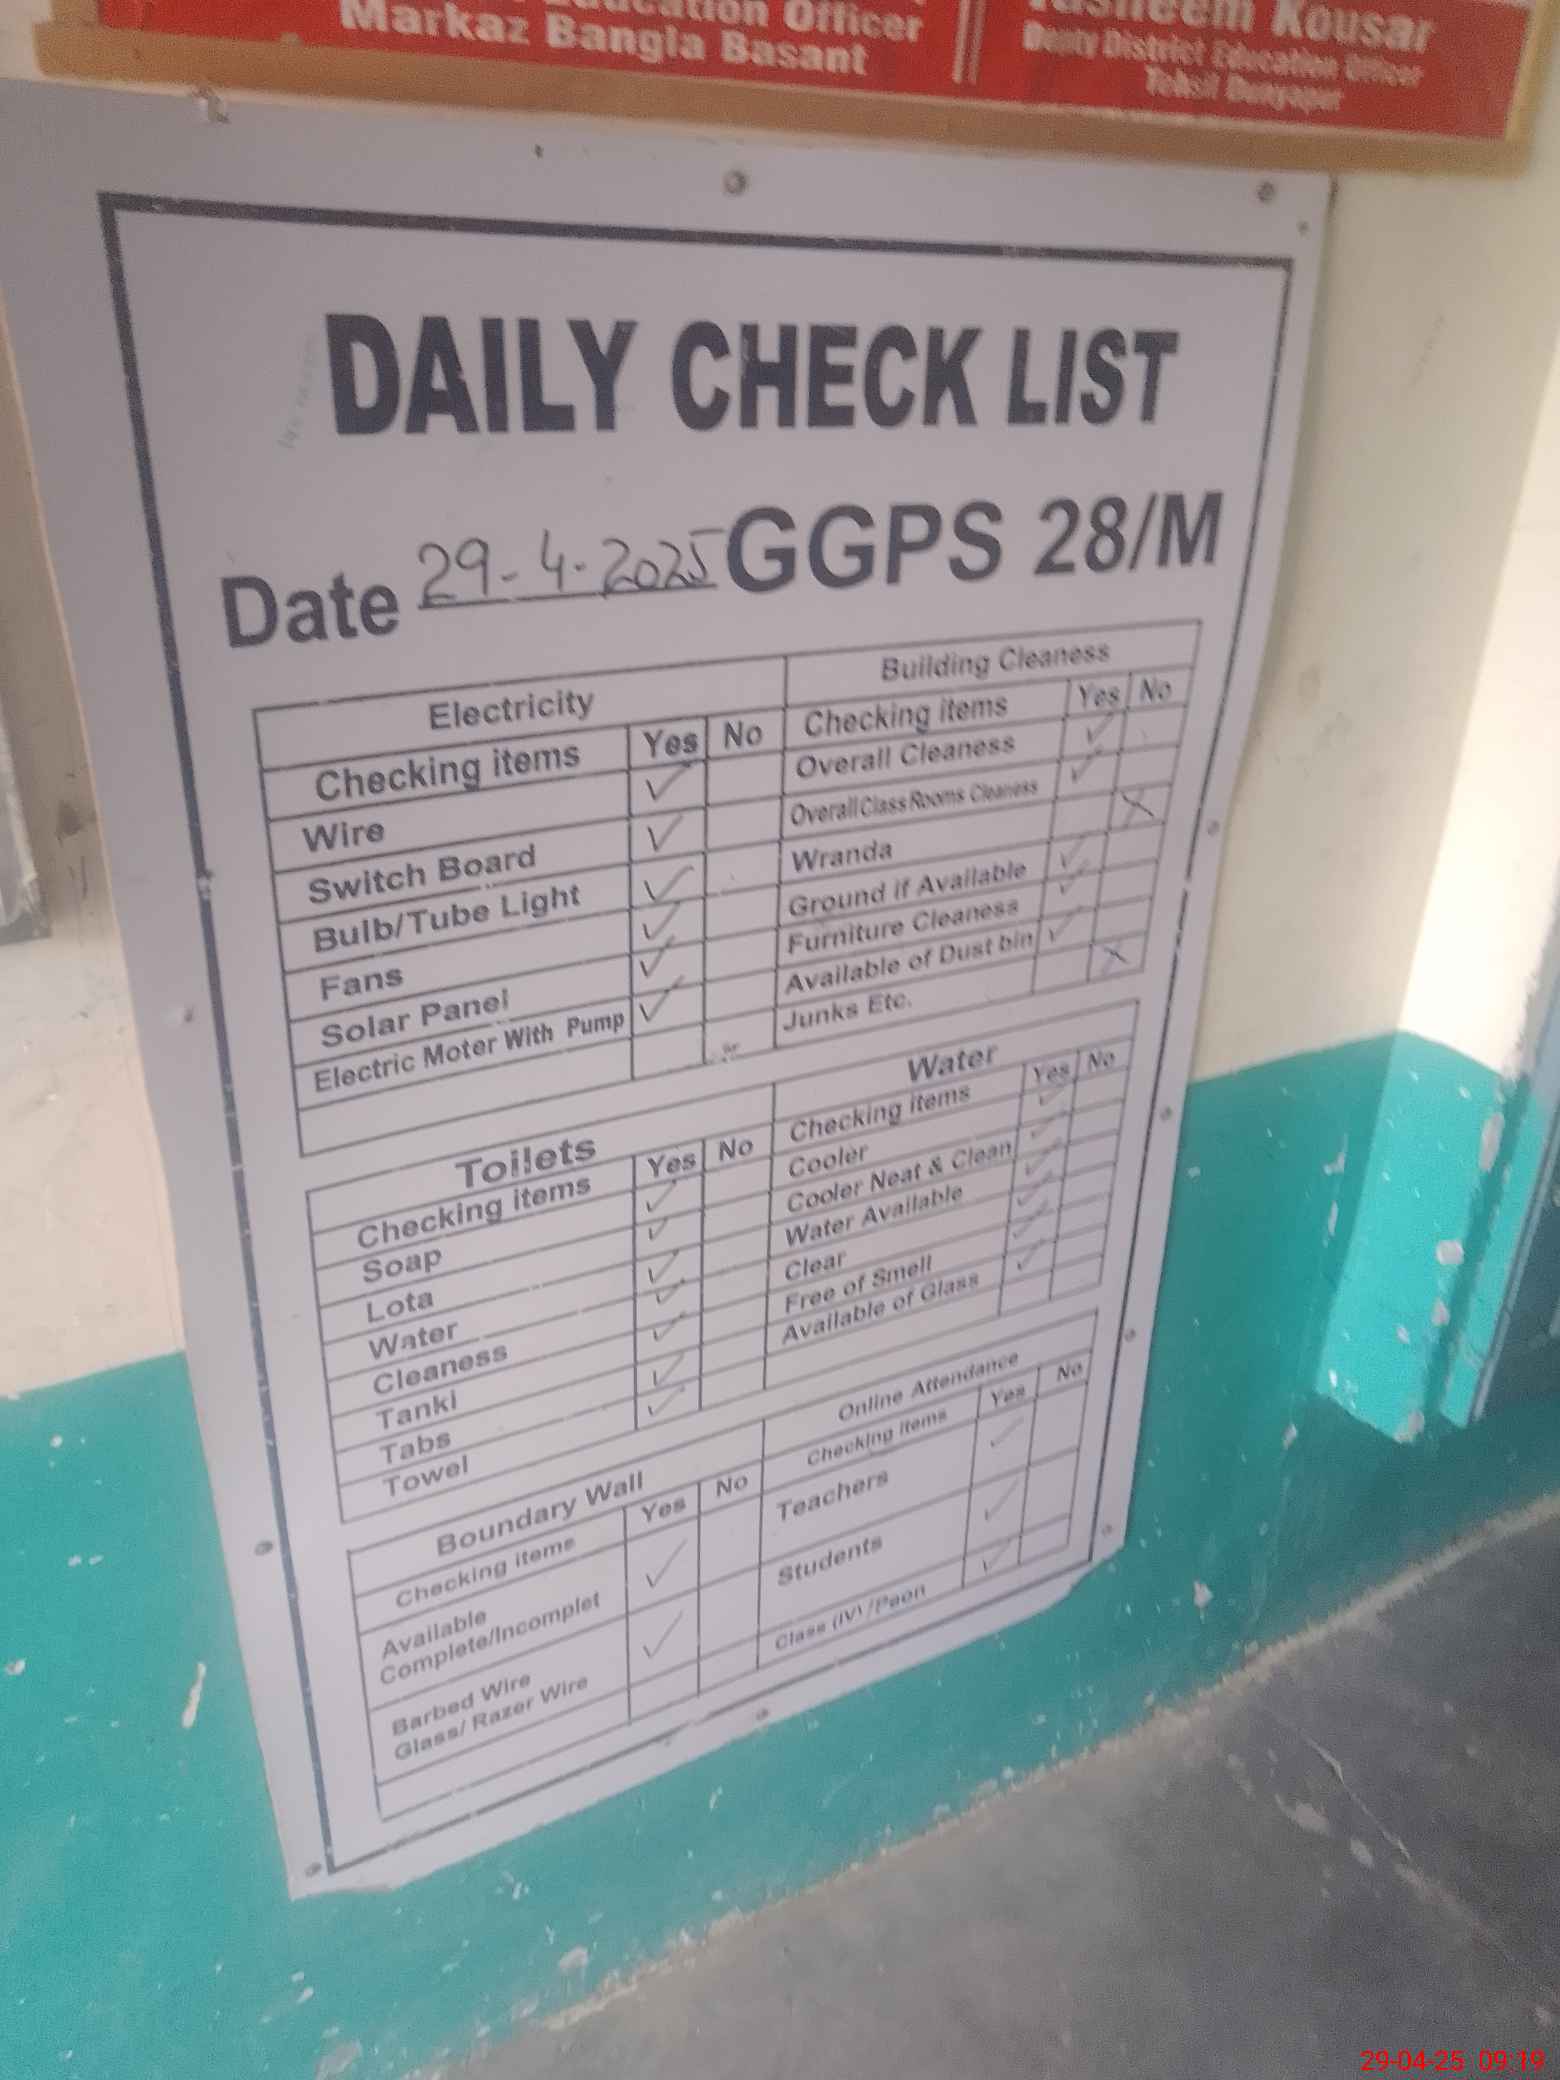 Education Officer
Markaz Bangla Basant
Kousar
Depty District Education Officer
Tehsil Dunyapur
DAILY CHECK LIST
Date 29-4-2025 GGPS 28/M
Electricity
Checking items Yes No
Wire ✓
Switch Board ✓
Bulb/Tube Light ✓
Fans ✓
Solar Panel ✓
Electric Moter With Pump ✓
Building Cleaness
Checking items Yes No
Overall Cleaness ✓
Overall Class Rooms Cleaness ✓
Wranda X
Ground if Available ✓
Furniture Cleaness ✓
Available of Dust bin ✓
Junks Etc. X
Toilets
Checking items Yes No
Soap ✓
Lota ✓
Water ✓
Cleaness ✓
Tanki ✓
Tabs ✓
Towel ✓
Water
Checking items Yes No
Cooler ✓
Cooler Neat & Clean ✓
Water Available ✓
Clear ✓
Free of Smell ✓
Available of Glass ✓
Boundary Wall
Checking items Yes No
Available
Complete/Incomplet ✓
Barbed Wire
Glass/ Razer Wire ✓
Online Attendance
Checking items Yes No
Teachers ✓
Students ✓
Class (IV) /Peon ✓
29-04-25 09:19